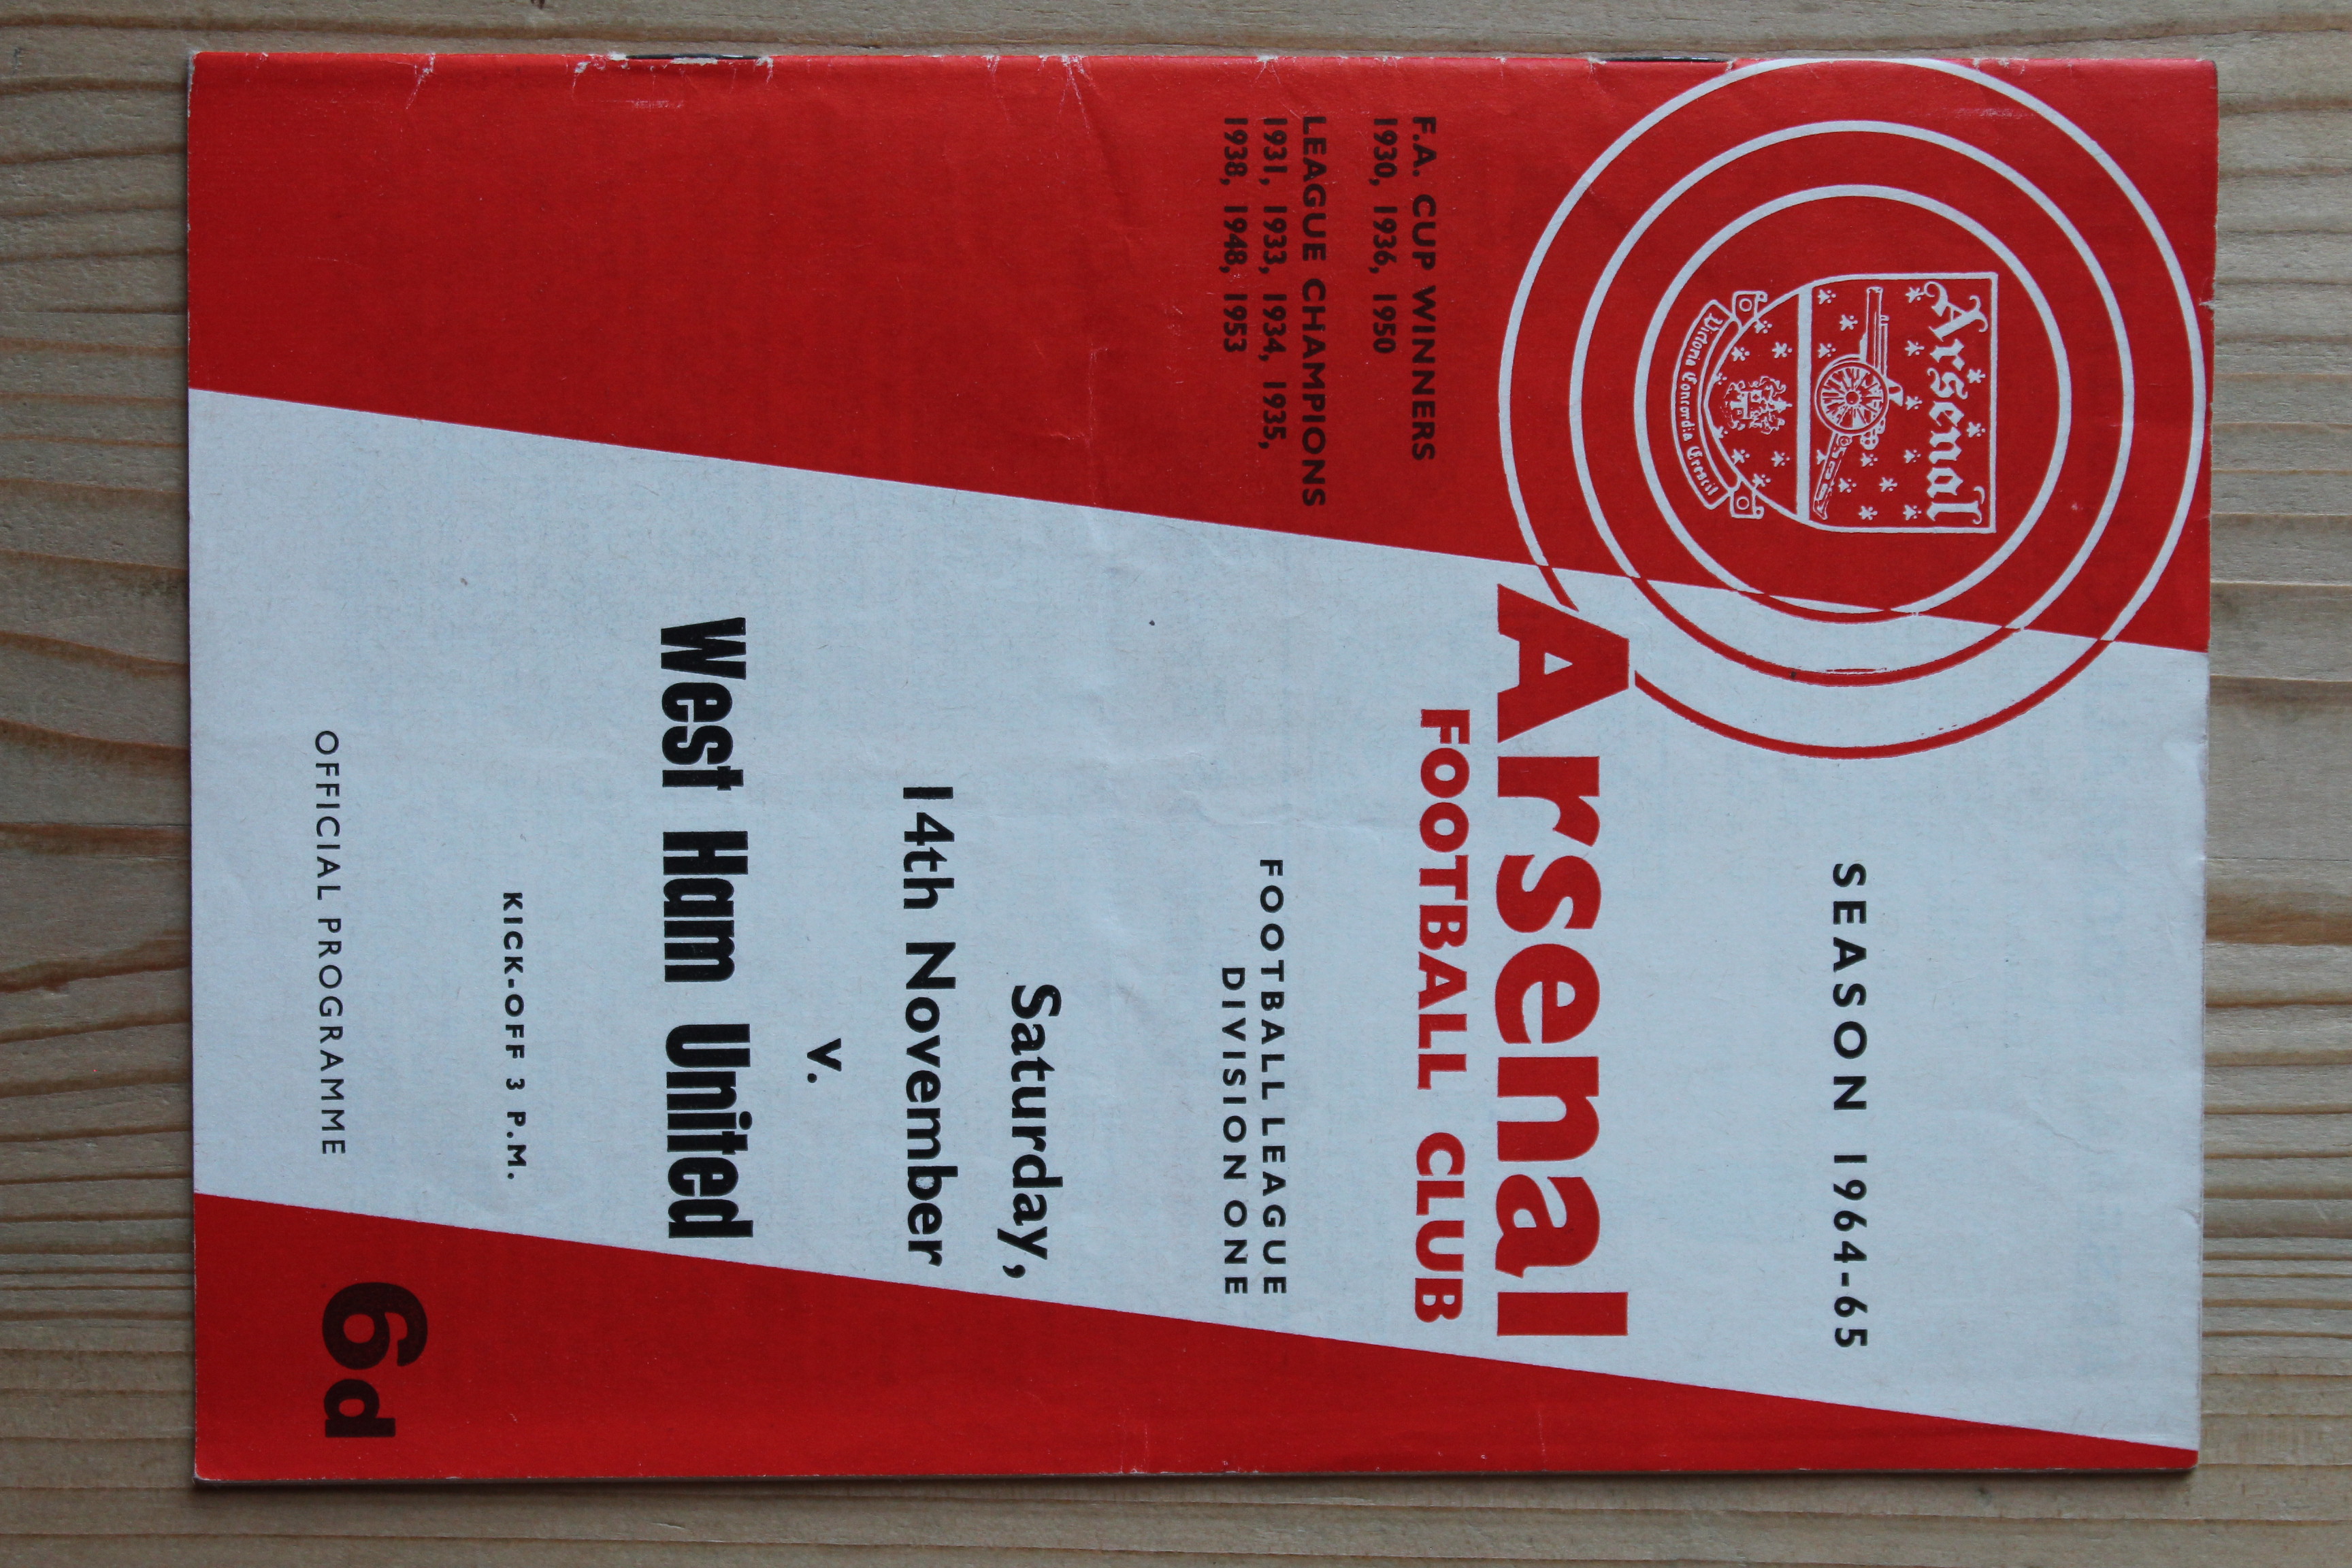 Arsenal
Victoria Concordia Crescit
SEASON 1964-65
Arsenal
FOOTBALL CLUB
F.A. CUP WINNERS
1930, 1936, 1950
LEAGUE CHAMPIONS
1931, 1933, 1934, 1935,
1938, 1948, 1953
FOOTBALL LEAGUE
DIVISION ONE
Saturday,
14th November
v.
West Ham United
KICK-OFF 3 P.M.
OFFICIAL PROGRAMME
6d